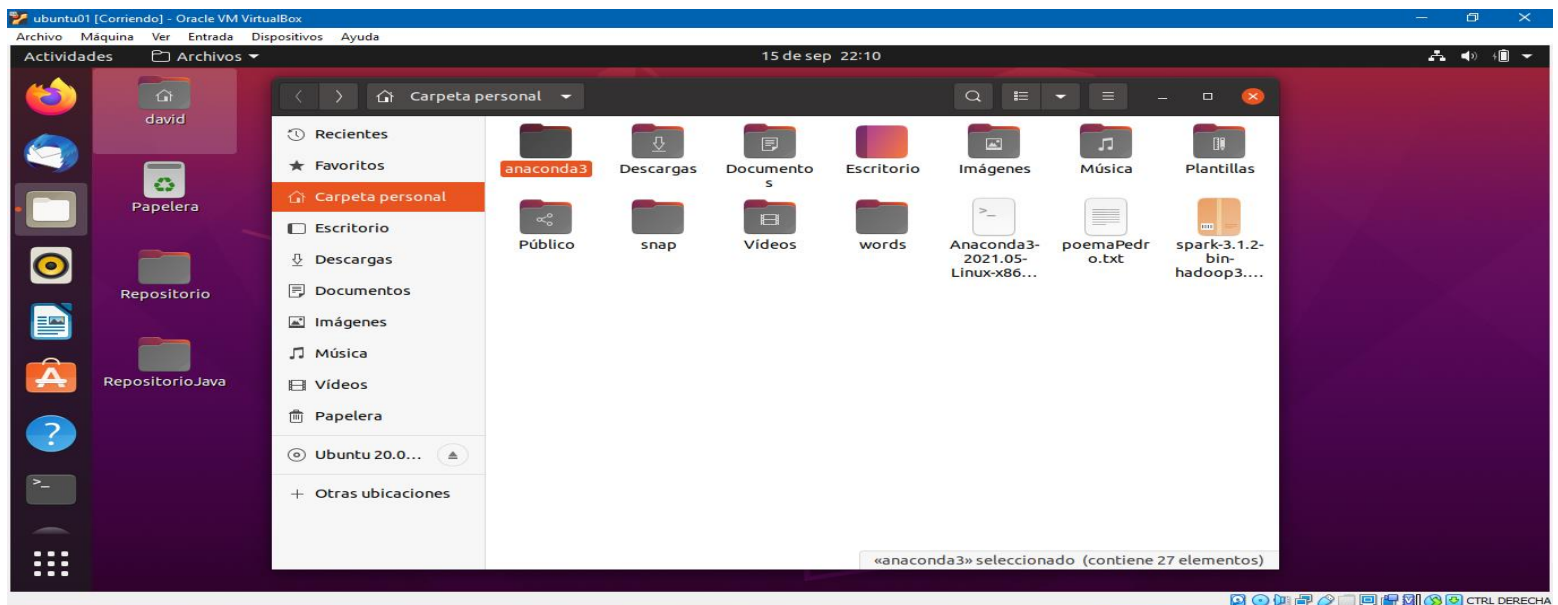 ubuntu01 [Corriendo] - Oracle VM VirtualBox
Archivo Máquina Ver Entrada Dispositivos Ayuda
Actividades Archivos 15 de sep 22:10
david
Papelera
Repositorio
RepositorioJava
Carpeta personal
Recientes
Favoritos
Carpeta personal
Escritorio
Descargas
Documentos
Imágenes
Música
Vídeos
Papelera
Ubuntu 20.0...
+ Otras ubicaciones
anaconda3 Descargas Documento Escritorio Imágenes Música Plantillas
s
Público snap Vídeos words Anaconda3- poemaPedr spark-3.1.2-
2021.05- o.txt bin-
Linux-x86... hadoop3....
«anaconda3» seleccionado (contiene 27 elementos)
CTRL DERECHA